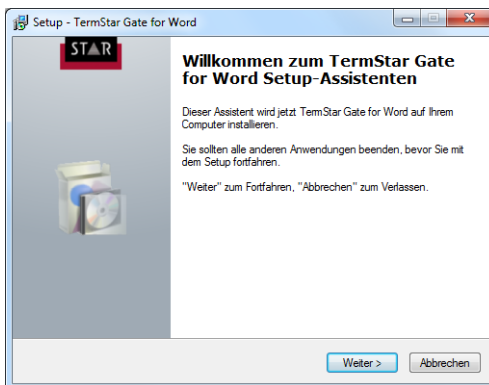 Setup - TermStar Gate for Word
STAR
Willkommen zum TermStar Gate
for Word Setup-Assistenten
Dieser Assistent wird jetzt TermStar Gate for Word auf Ihrem
Computer installieren.
Sie sollten alle anderen Anwendungen beenden, bevor Sie mit
dem Setup fortfahren.
"Weiter" zum Fortfahren, "Abbrechen" zum Verlassen.
Weiter > Abbrechen